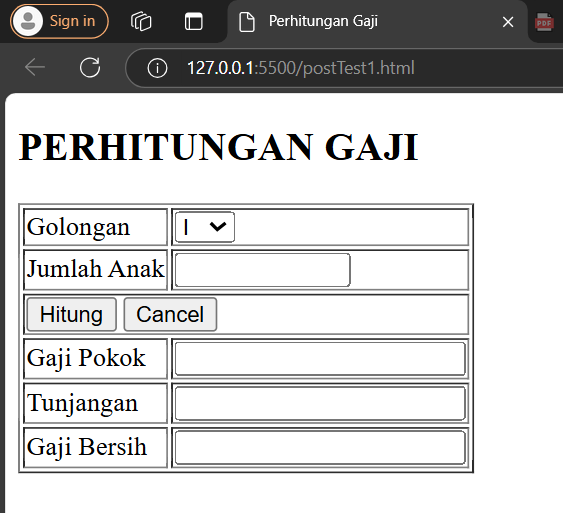 Sign in
Perhitungan Gaji
PDF
127.0.0.1:5500/postTest1.html
PERHITUNGAN GAJI
Golongan I
Jumlah Anak
Hitung Cancel
Gaji Pokok
Tunjangan
Gaji Bersih